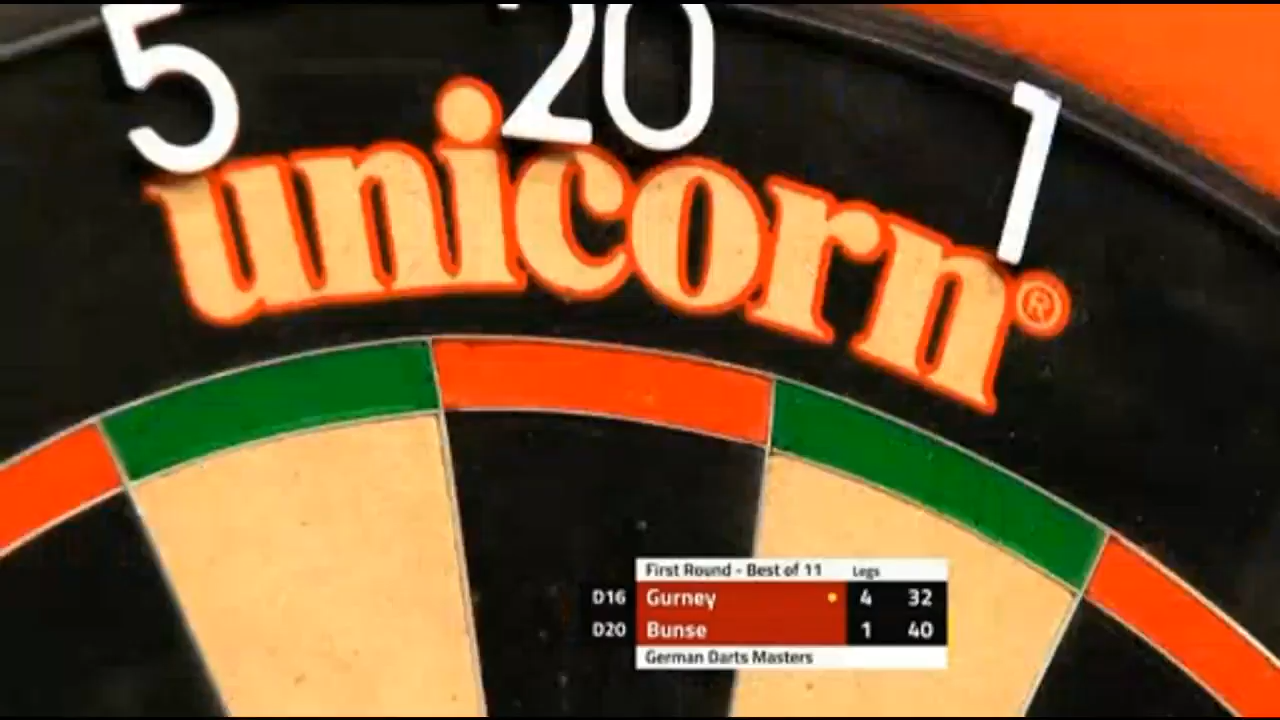 5 20 1
unicorn®
First Round - Best of 11 Legs
D16 Gurney 4 32
D20 Bunse 1 40
German Darts Masters